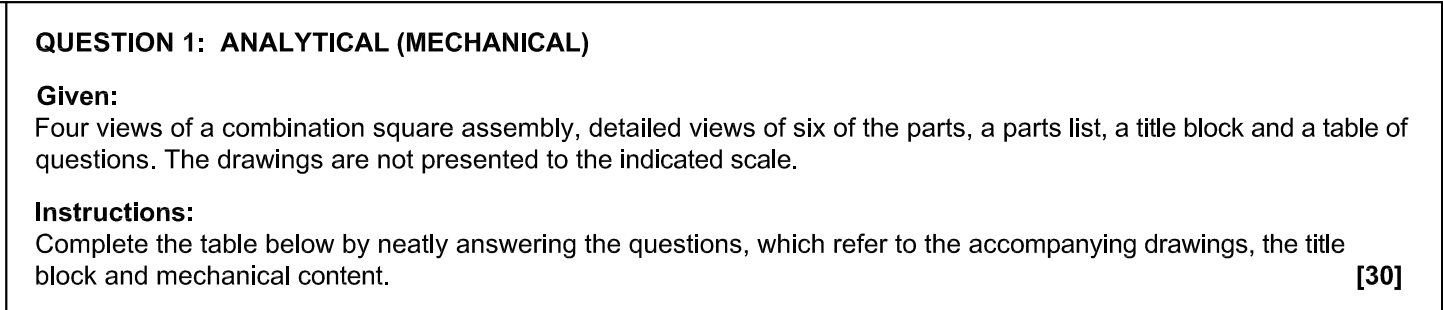 QUESTION 1: ANALYTICAL (MECHANICAL)
Given:
Four views of a combination square assembly, detailed views of six of the parts, a parts list, a title block and a table of
questions. The drawings are not presented to the indicated scale.
Instructions:
Complete the table below by neatly answering the questions, which refer to the accompanying drawings, the title
block and mechanical content. [30]